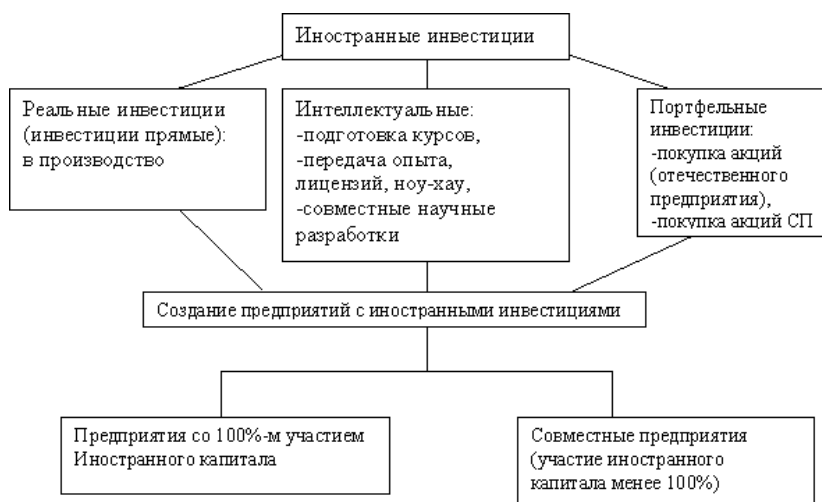 Иностранные инвестиции
Реальные инвестиции
(инвестиции прямые):
в производство
Интеллектуальные:
-подготовка курсов,
-передача опыта,
лицензий, ноу-хау,
-совместные научные
разработки
Портфельные
инвестиции:
-покупка акций
(отечественного
предприятия),
-покупка акций СП
Создание предприятий с иностранными инвестициями
Предприятия со 100%-м участием
Иностранного капитала
Совместные предприятия
(участие иностранного
капитала менее 100%)